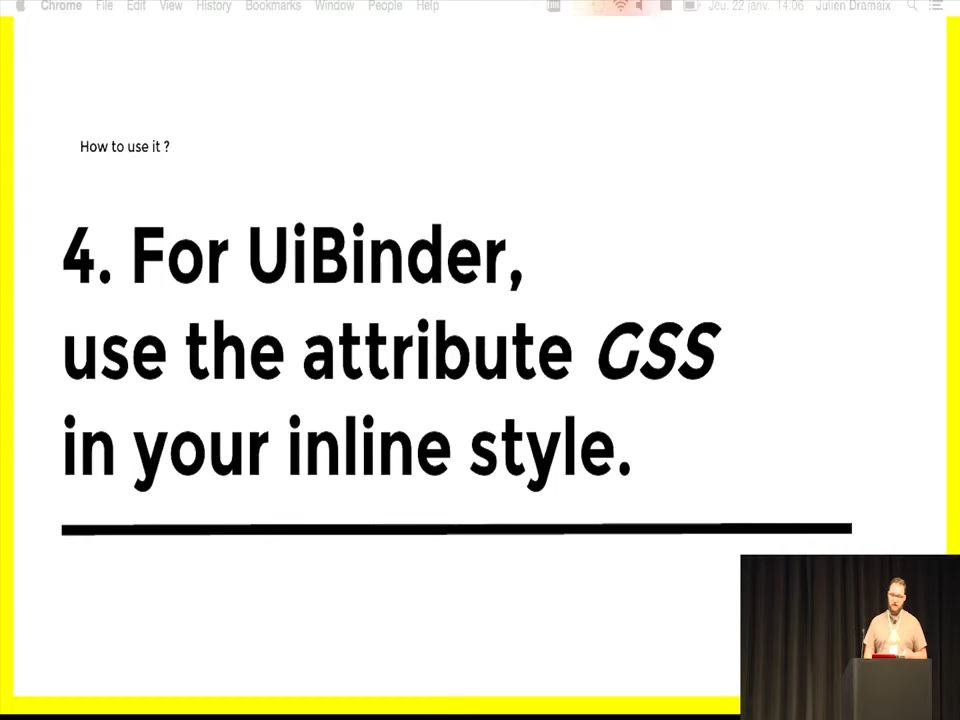 Chrome File Edit View History Bookmarks Window People Help Jeu. 22 janv. 14:06 Julien Dramaix
How to use it ?
4. For UiBinder,
use the attribute GSS
in your inline style.